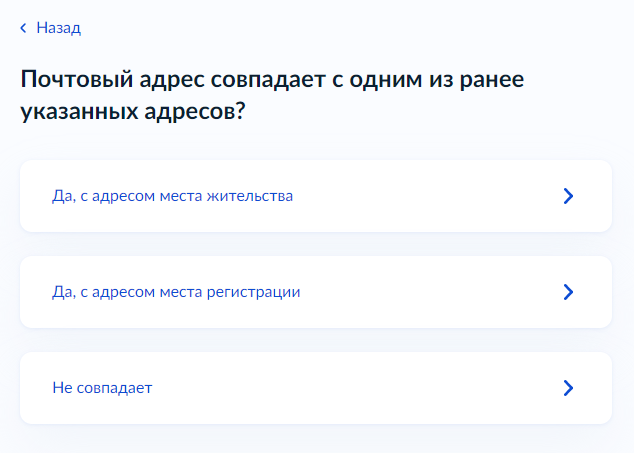 Назад
Почтовый адрес совпадает с одним из ранее
указанных адресов?
Да, с адресом места жительства
Да, с адресом места регистрации
Не совпадает